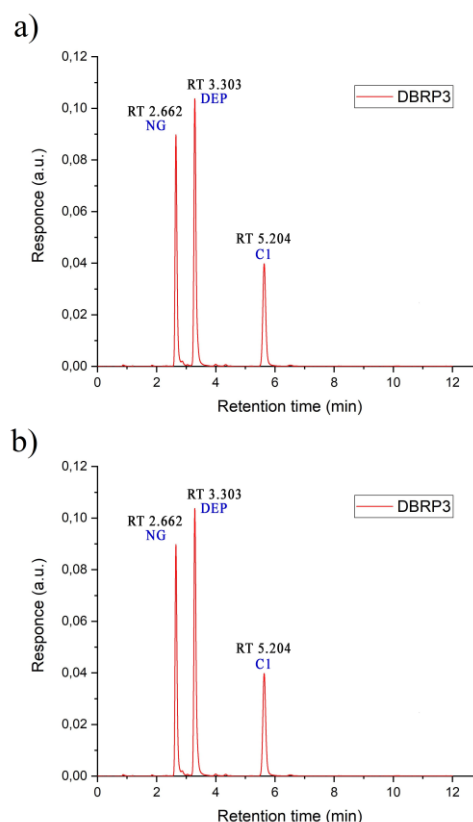 a)
0,12
0,10
0,08
0,06
0,04
0,02
0,00
Responce (a.u.)
RT 3.303
DEP
RT 2.662
NG
RT 5.204
C1
DBRP3
0 2 4 6 8 10 12
Retention time (min)
b)
0,12
0,10
0,08
0,06
0,04
0,02
0,00
Responce (a.u.)
RT 3.303
DEP
RT 2.662
NG
RT 5.204
C1
DBRP3
0 2 4 6 8 10 12
Retention time (min)